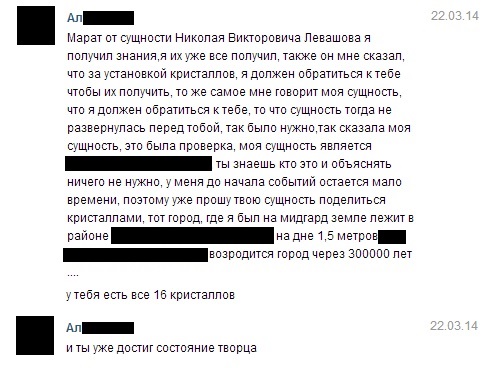 Ал
22.03.14
Марат от сущности Николая Викторовича Левашова я
получил знания,я их уже все получил, также он мне сказал,
что за установкой кристаллов, я должен обратиться к тебе
чтобы их получить, то же самое мне говорит моя сущность,
что я должен обратиться к тебе, то что сущность тогда не
развернулась перед тобой, так было нужно,так сказала моя
сущность, это была проверка, моя сущность является
ты знаешь кто это и объяснять
ничего не нужно, у меня до начала событий остается мало
времени, поэтому уже прошу твою сущность поделиться
кристаллами, тот город, где я был на мидгард земле лежит в
районе на дне 1,5 метров
возродится город через 300000 лет
....
у тебя есть все 16 кристаллов
Ал
22.03.14
и ты уже достиг состояние творца